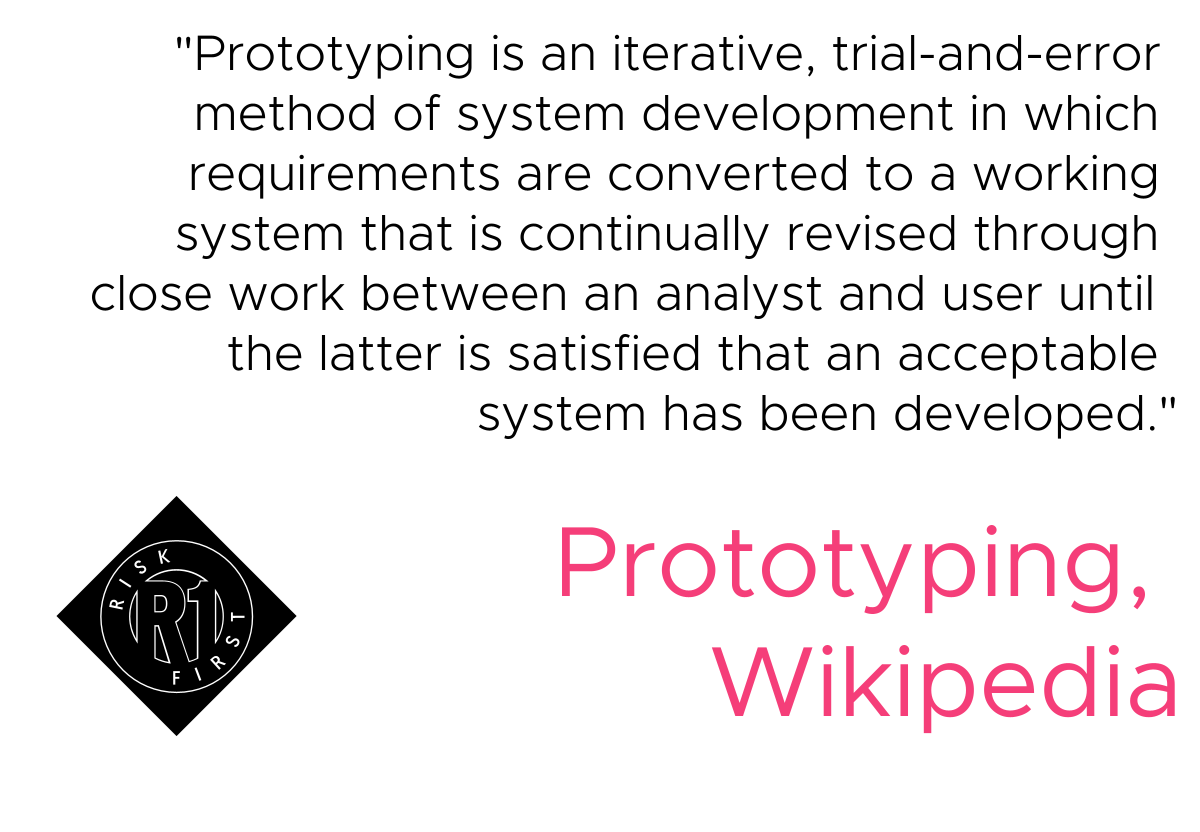 "Prototyping is an iterative, trial-and-error
method of system development in which
requirements are converted to a working
system that is continually revised through
close work between an analyst and user until
the latter is satisfied that an acceptable
system has been developed."
RISK
R1
FIRST
Prototyping,
Wikipedia